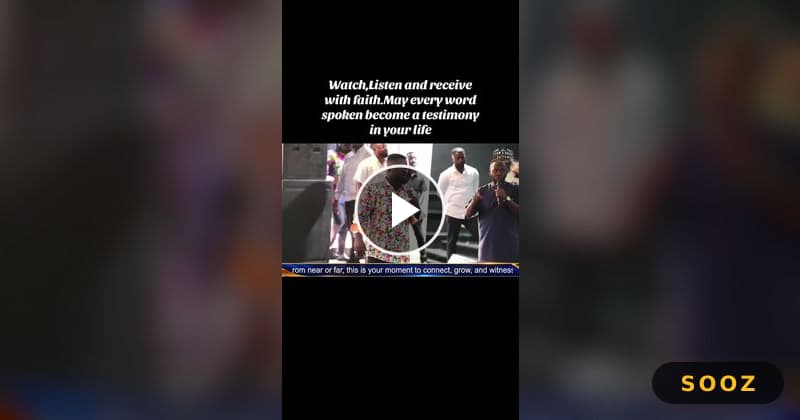 Watch,Listen and receive
with faith.May every word
spoken become a testimony
in your life
rom near or far, this is your moment to connect, grow, and witness
SOOZ